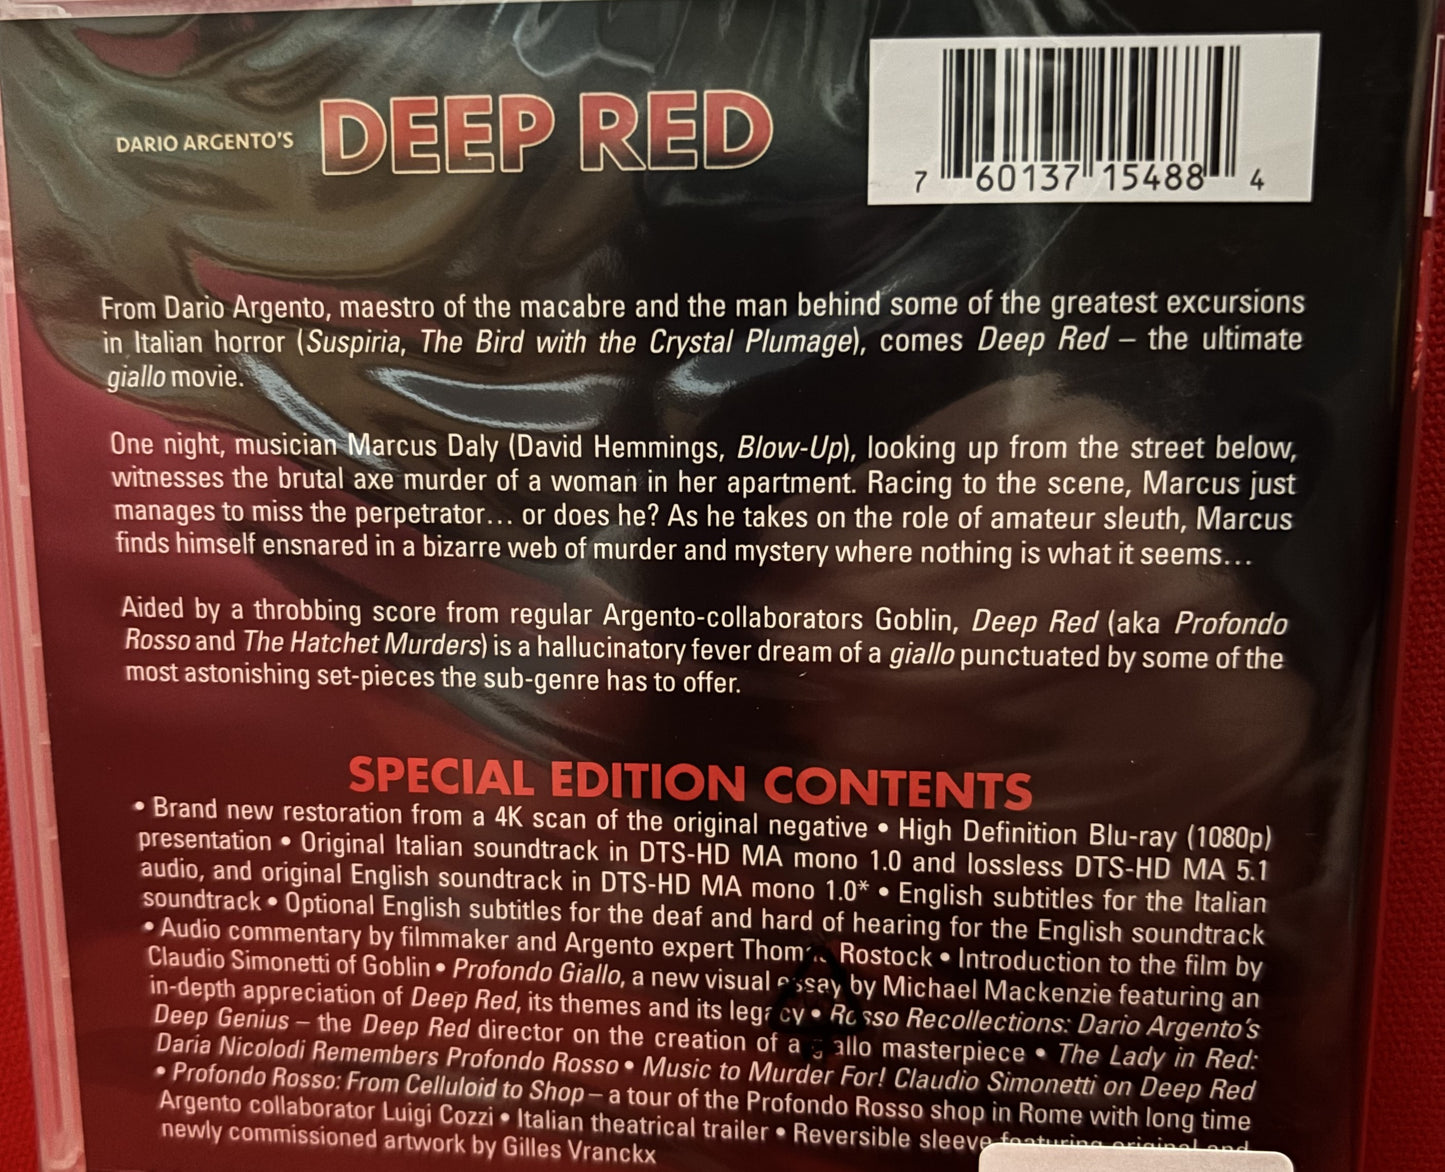 DARIO ARGENTO'S DEEP RED
7 60137 15488 4
From Dario Argento, maestro of the macabre and the man behind some of the greatest excursions
in Italian horror (Suspiria, The Bird with the Crystal Plumage), comes Deep Red – the ultimate
giallo movie.
One night, musician Marcus Daly (David Hemmings, Blow-Up), looking up from the street below,
witnesses the brutal axe murder of a woman in her apartment. Racing to the scene, Marcus just
manages to miss the perpetrator... or does he? As he takes on the role of amateur sleuth, Marcus
finds himself ensnared in a bizarre web of murder and mystery where nothing is what it seems...
Aided by a throbbing score from regular Argento-collaborators Goblin, Deep Red (aka Profondo
Rosso and The Hatchet Murders) is a hallucinatory fever dream of a giallo punctuated by some of the
most astonishing set-pieces the sub-genre has to offer.
SPECIAL EDITION CONTENTS
• Brand new restoration from a 4K scan of the original negative • High Definition Blu-ray (1080p)
presentation • Original Italian soundtrack in DTS-HD MA mono 1.0 and lossless DTS-HD MA 5.1
audio, and original English soundtrack in DTS-HD MA mono 1.0* • English subtitles for the Italian
soundtrack • Optional English subtitles for the deaf and hard of hearing for the English soundtrack
• Audio commentary by filmmaker and Argento expert Thomas Rostock • Introduction to the film by
Claudio Simonetti of Goblin • Profondo Giallo, a new visual essay by Michael Mackenzie featuring an
in-depth appreciation of Deep Red, its themes and its legacy • Rosso Recollections: Dario Argento's
Deep Genius – the Deep Red director on the creation of a giallo masterpiece • The Lady in Red:
Daria Nicolodi Remembers Profondo Rosso • Music to Murder For! Claudio Simonetti on Deep Red
• Profondo Rosso: From Celluloid to Shop – a tour of the Profondo Rosso shop in Rome with long time
Argento collaborator Luigi Cozzi • Italian theatrical trailer • Reversible sleeve featuring original and
newly commissioned artwork by Gilles Vranckx